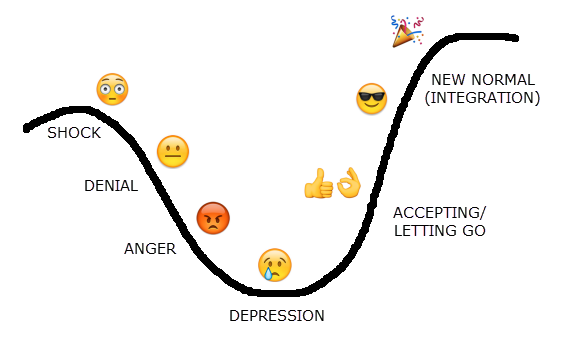 SHOCK
DENIAL
ANGER
DEPRESSION
ACCEPTING/
LETTING GO
NEW NORMAL
(INTEGRATION)